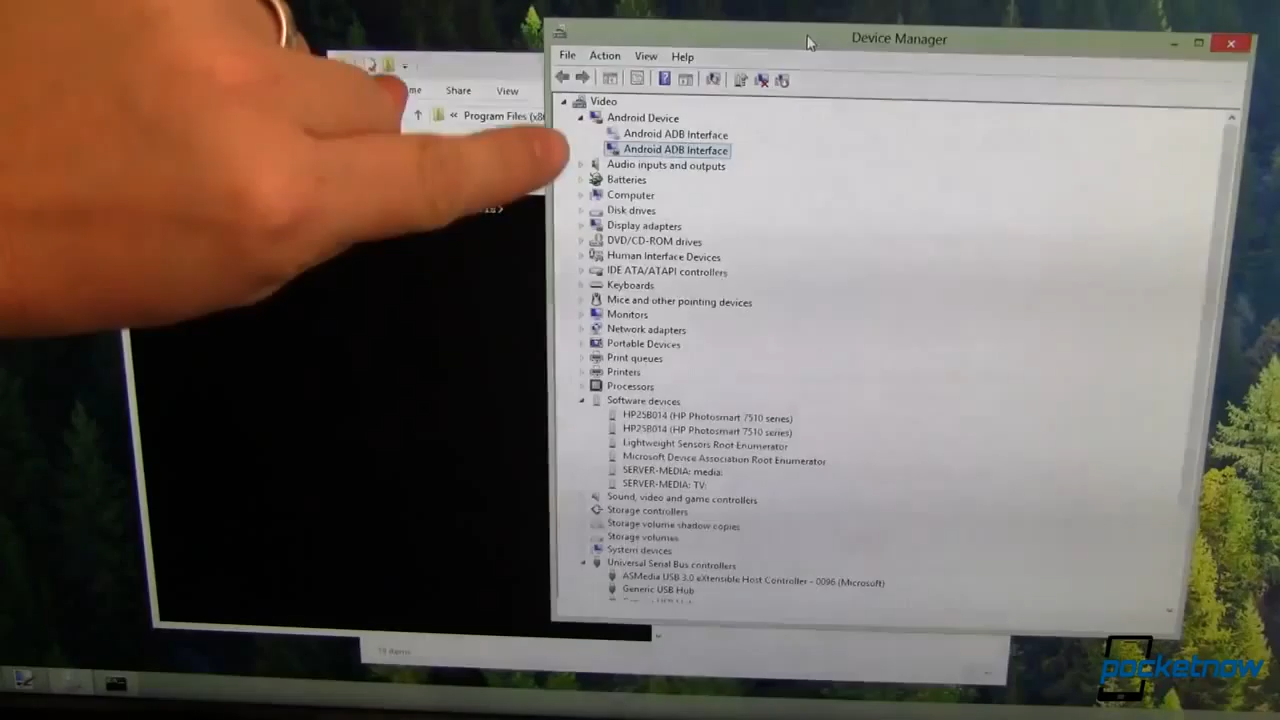 Device Manager
File Action View Help
Share View
« Program Files (x8
Video
Android Device
Android ADB Interface
Android ADB Interface
Audio inputs and outputs
Batteries
Computer
Disk drives
Display adapters
DVD/CD-ROM drives
Human Interface Devices
IDE ATA/ATAPI controllers
Keyboards
Mice and other pointing devices
Monitors
Network adapters
Portable Devices
Print queues
Printers
Processors
Software devices
HP25B014 (HP Photosmart 7510 series)
HP25B014 (HP Photosmart 7510 series)
Lightweight Sensors Root Enumerator
Microsoft Device Association Root Enumerator
SERVER-MEDIA: media:
SERVER-MEDIA: TV:
Sound, video and game controllers
Storage controllers
Storage volume shadow copies
Storage volumes
System devices
Universal Serial Bus controllers
ASMedia USB 3.0 eXtensible Host Controller - 0096 (Microsoft)
Generic USB Hub
items
pocketnow